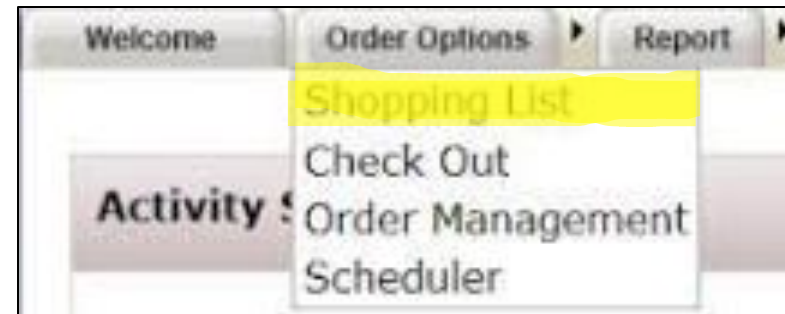 Welcome Order Options Report
Shopping List
Check Out
Activity
Order Management
Scheduler